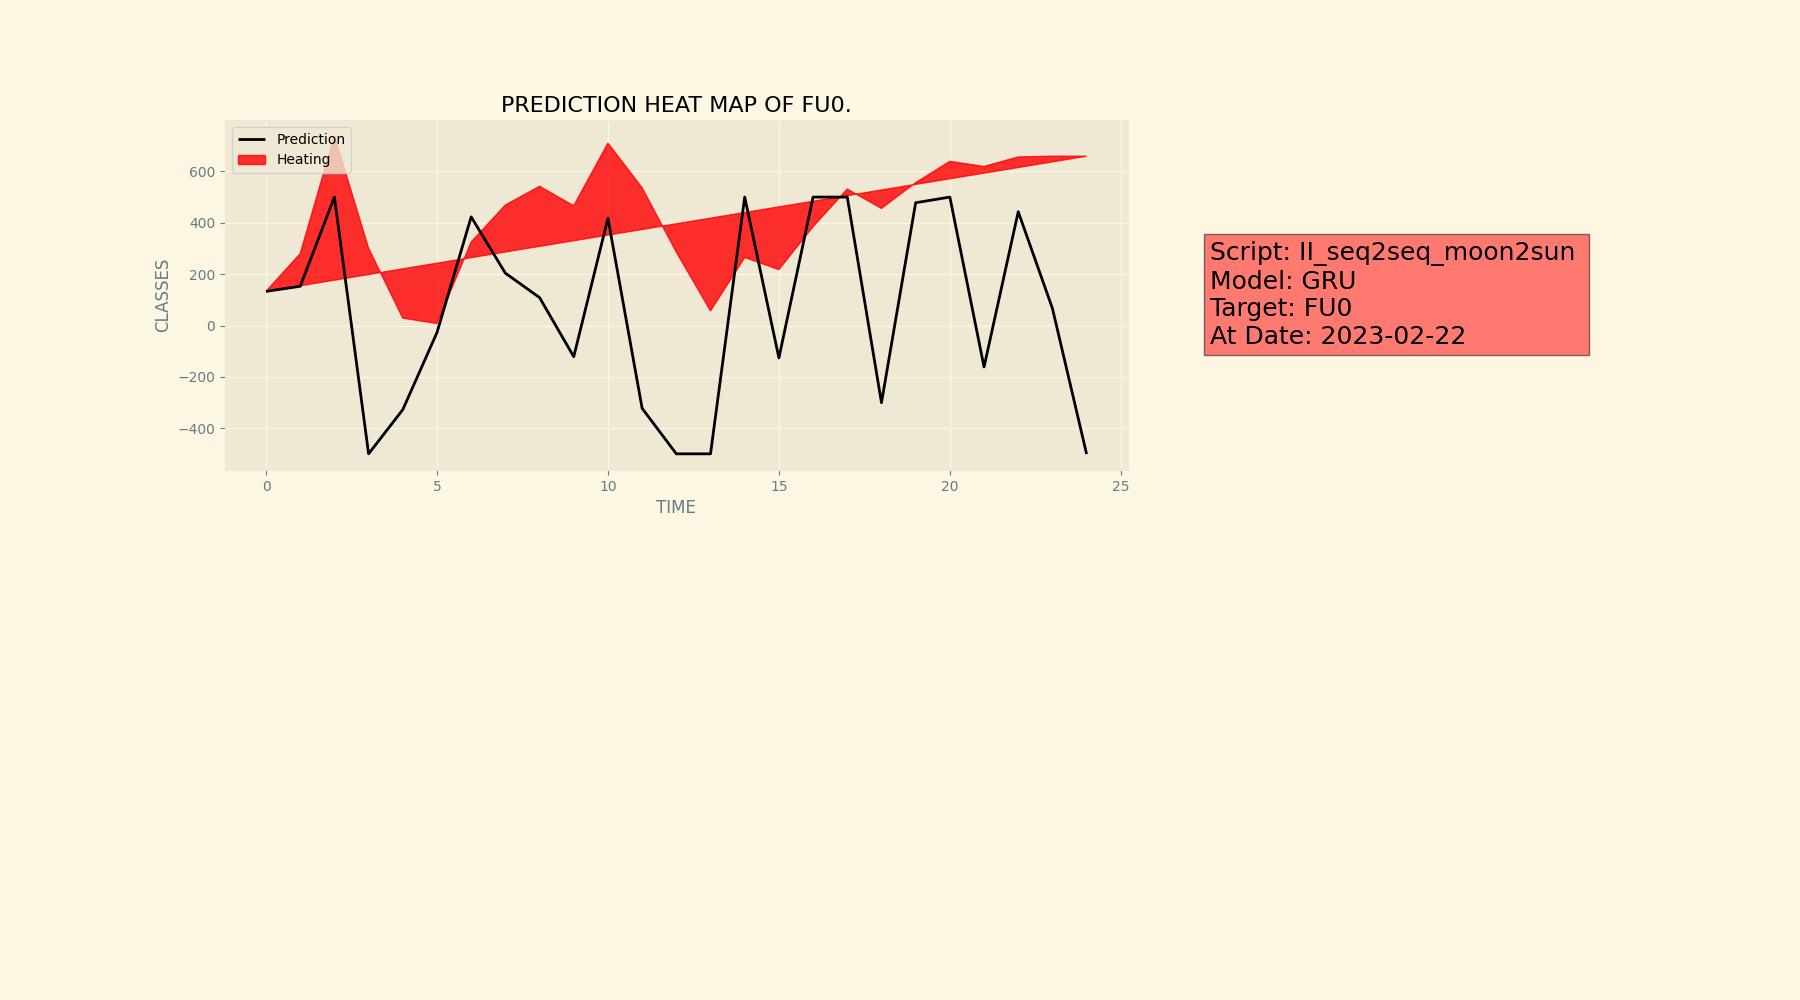 PREDICTION HEAT MAP OF FU0.
Prediction
Heating
600
400
200
0
−200
−400
CLASSES
0 5 10 15 20 25
TIME
Script: II_seq2seq_moon2sun
Model: GRU
Target: FU0
At Date: 2023-02-22